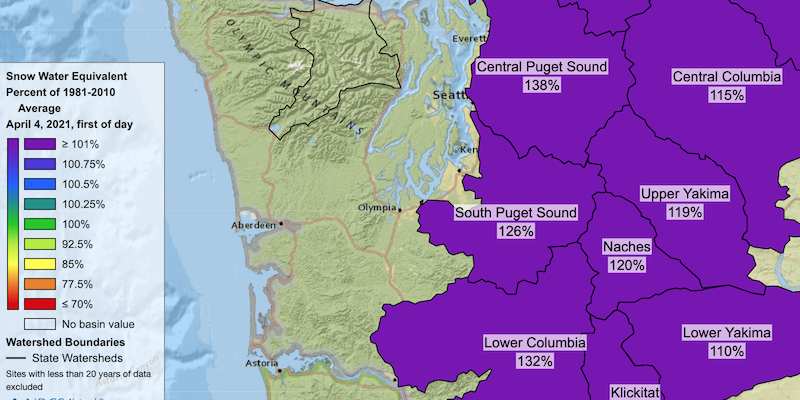 Snow Water Equivalent
Percent of 1981-2010
Average
April 4, 2021, first of day
≥ 101%
100.75%
100.5%
100.25%
100%
92.5%
85%
77.5%
≤ 70%
No basin value
Watershed Boundaries
State Watersheds
Sites with less than 20 years of data
excluded
OLYMPIC MOUNTAINS
Everett
Seatt
Ken
Olympia
Aberdeen
Astoria
Central Puget Sound
138%
Central Columbia
115%
Upper Yakima
119%
South Puget Sound
126%
Naches
120%
Lower Columbia
132%
Lower Yakima
110%
Klickitat